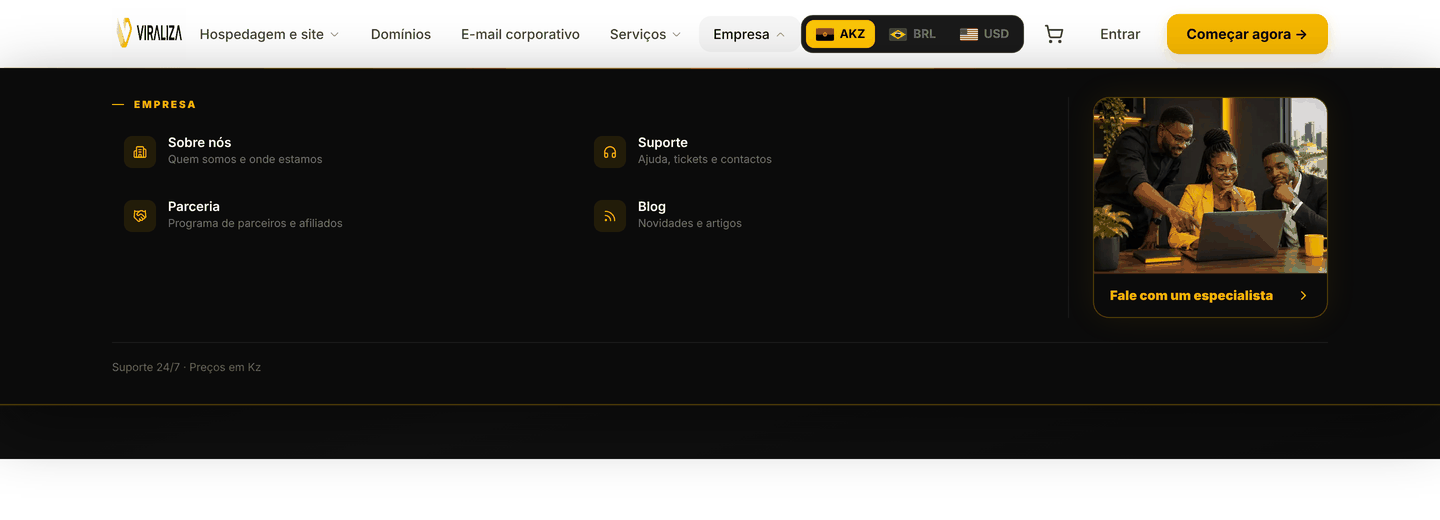 VIRALIZA
Hospedagem e site
Domínios
E-mail corporativo
Serviços
Empresa
AKZ
BRL
USD
Entrar
Começar agora →
— EMPRESA
Sobre nós
Quem somos e onde estamos
Suporte
Ajuda, tickets e contactos
Parceria
Programa de parceiros e afiliados
Blog
Novidades e artigos
Fale com um especialista
Suporte 24/7 · Preços em Kz